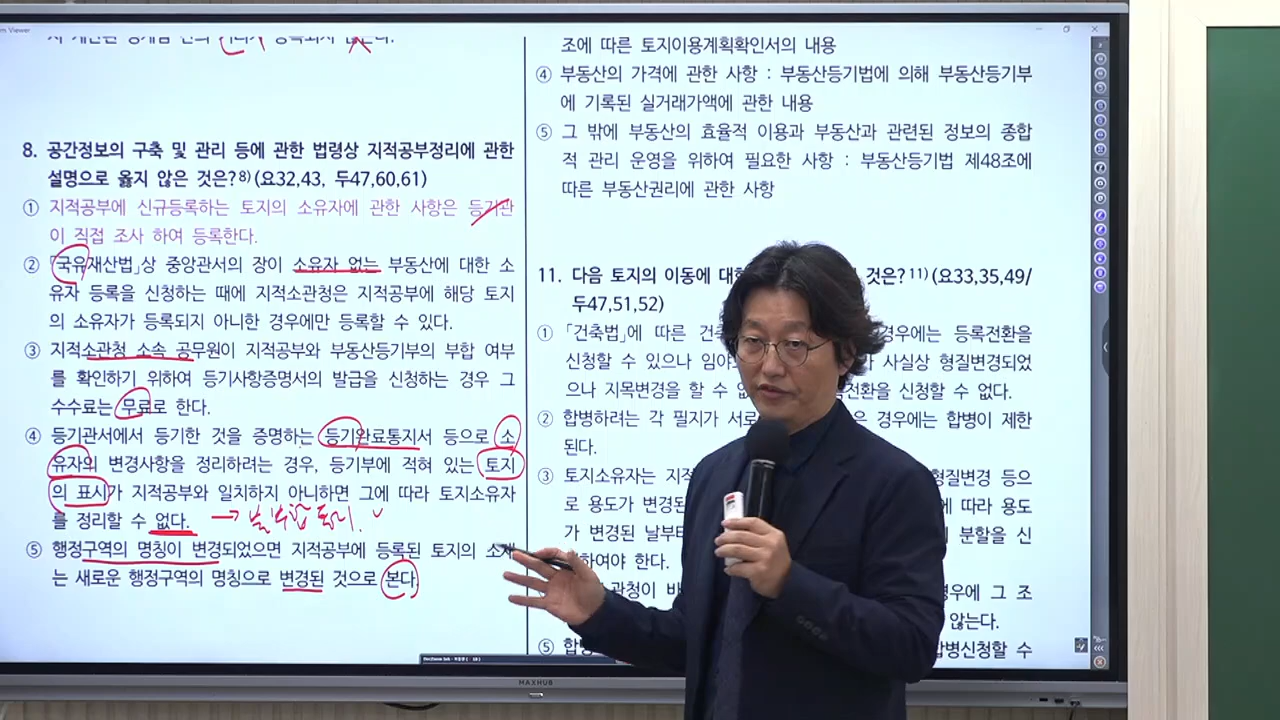 8. 공간정보의 구축 및 관리 등에 관한 법령상 지적공부정리에 관한
설명으로 옳지 않은 것은?8) (요32,43, 두47,60,61)
① 지적공부에 신규등록하는 토지의 소유자에 관한 사항은 등기관
이 직접 조사 하여 등록한다.
② 「국유재산법」상 중앙관서의 장이 소유자 없는 부동산에 대한 소
유자 등록을 신청하는 때에 지적소관청은 지적공부에 해당 토지
의 소유자가 등록되지 아니한 경우에만 등록할 수 있다.
③ 지적소관청 소속 공무원이 지적공부와 부동산등기부의 부합 여부
를 확인하기 위하여 등기사항증명서의 발급을 신청하는 경우 그
수수료는 무료로 한다.
④ 등기관서에서 등기한 것을 증명하는 등기완료통지서 등으로 소
유자의 변경사항을 정리하려는 경우, 등기부에 적혀 있는 토지
의 표시가 지적공부와 일치하지 아니하면 그에 따라 토지소유자
를 정리할 수 없다. →
⑤ 행정구역의 명칭이 변경되었으면 지적공부에 등록된 토지의 소재
는 새로운 행정구역의 명칭으로 변경된 것으로 본다
조에 따른 토지이용계획확인서의 내용
④ 부동산의 가격에 관한 사항 : 부동산등기법에 의해 부동산등기부
에 기록된 실거래가액에 관한 내용
⑤ 그 밖에 부동산의 효율적 이용과 부동산과 관련된 정보의 종합
적 관리 운영을 위하여 필요한 사항 : 부동산등기법 제48조에
따른 부동산권리에 관한 사항
11. 다음 토지의 이동에 것은?11) (요33,35,49/
두47,51,52)
① 「건축법」에 따른 경우에는 등록전환을
신청할 수 있으나 사실상 형질변경되었
으나 지목변경을 할 수 신청할 수 없다.
② 합병하려는 각 필지가 경우에는 합병이 제한
된다.
③ 토지소유자는 형질변경 등으
로 용도가 에 따라 용도
가 변경된 분할을 신
하여야 한다.
그 조
않는다.
⑤ 합병신청할 수
MAXHUB